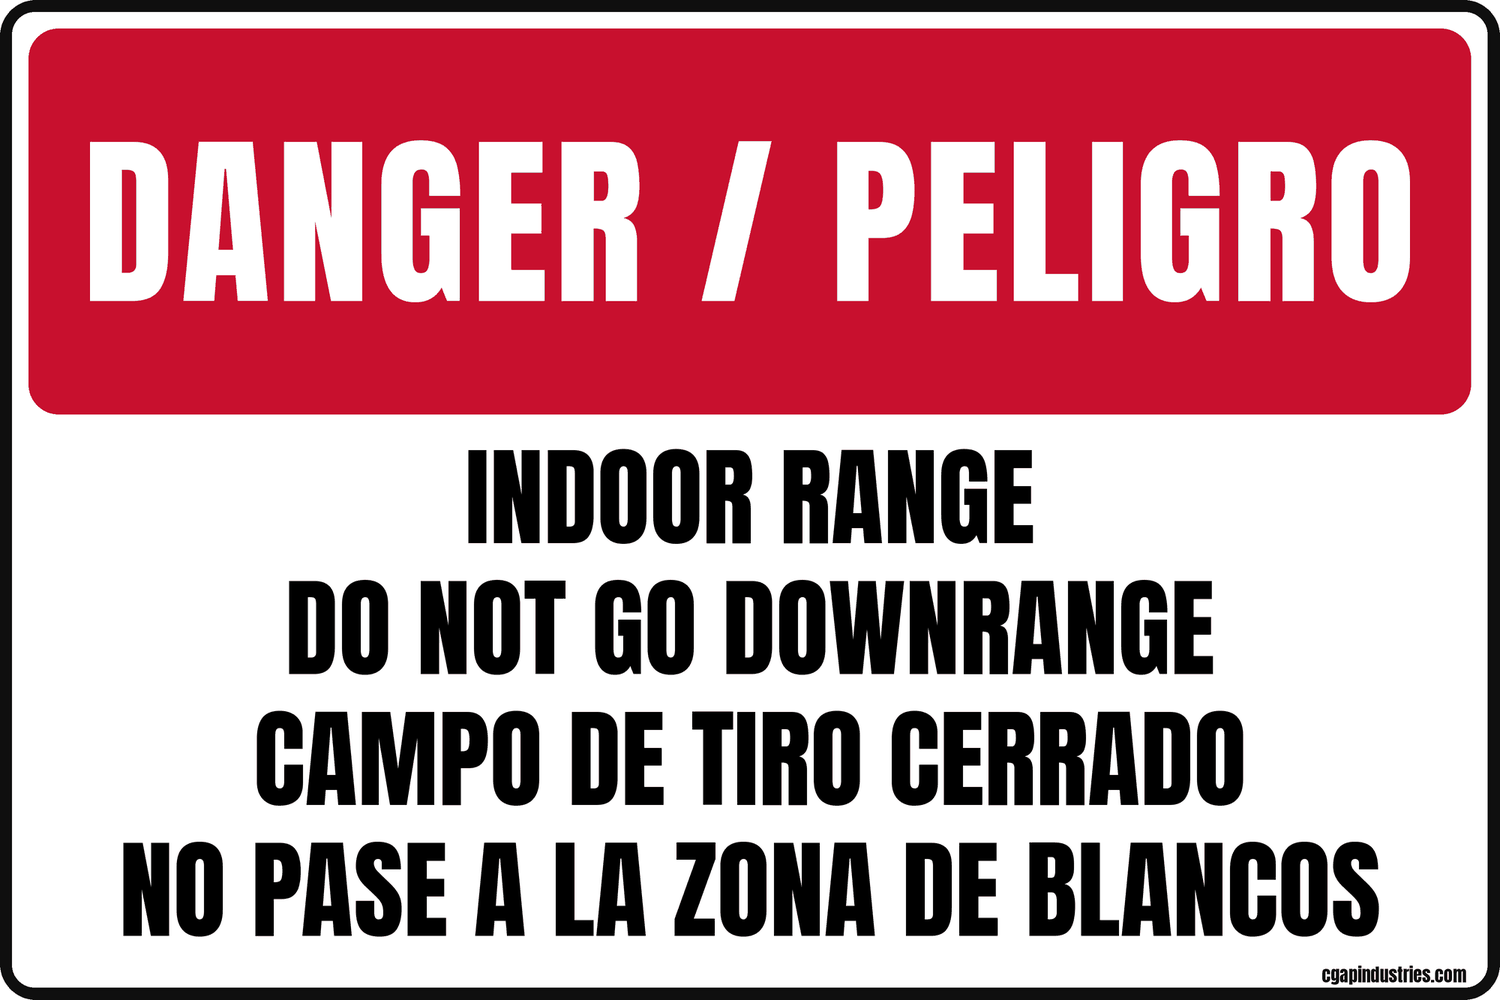 DANGER / PELIGRO
INDOOR RANGE
DO NOT GO DOWNRANGE
CAMPO DE TIRO CERRADO
NO PASE A LA ZONA DE BLANCOS
cgapindustries.com